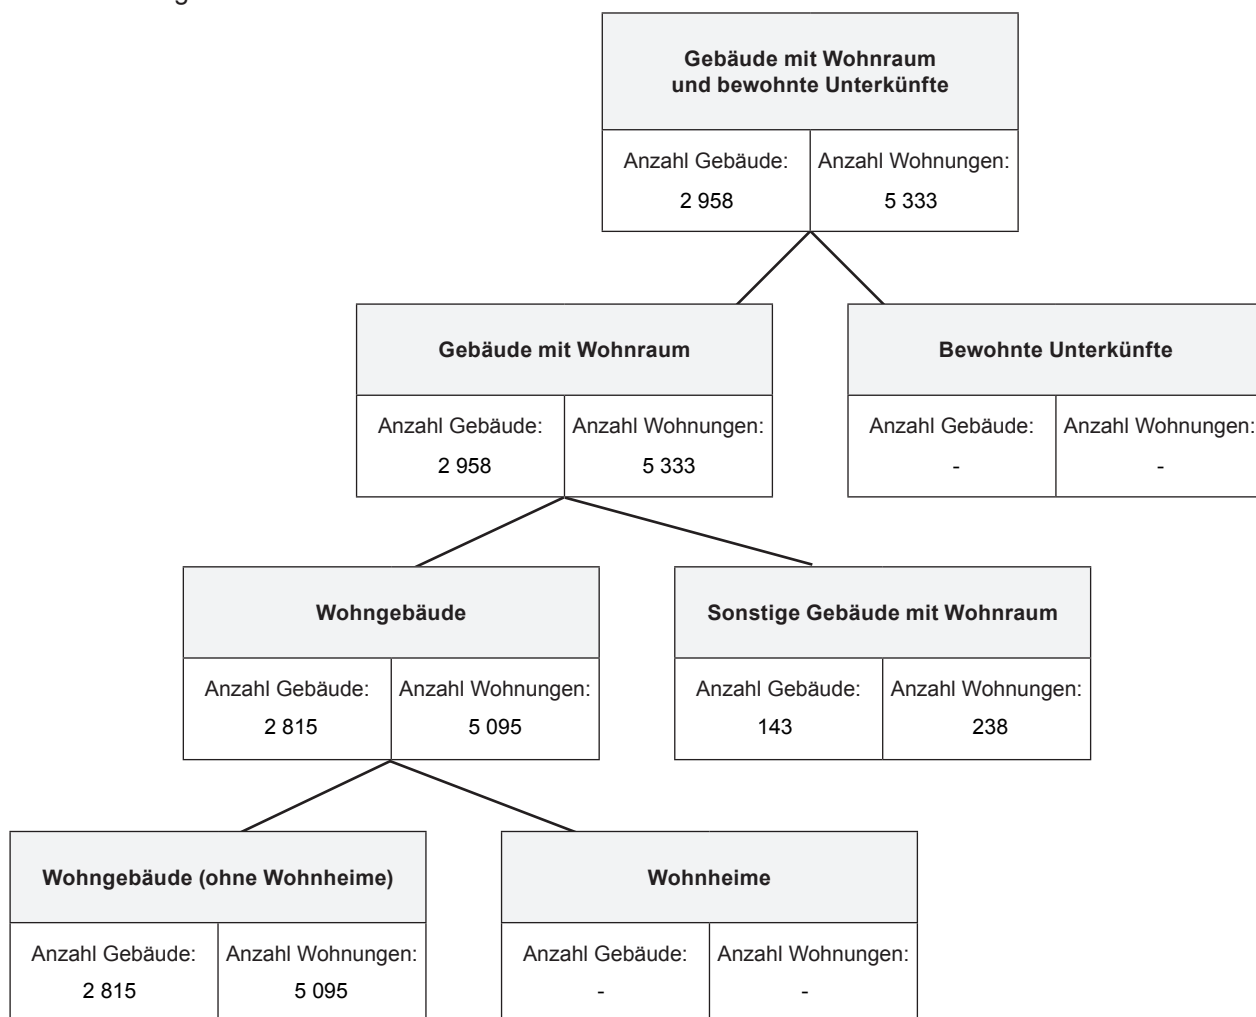 Gebäude mit Wohnraum
und bewohnte Unterkünfte
Anzahl Gebäude: Anzahl Wohnungen:
2 958 5 333
Gebäude mit Wohnraum
Anzahl Gebäude: Anzahl Wohnungen:
2 958 5 333
Bewohnte Unterkünfte
Anzahl Gebäude: Anzahl Wohnungen:
- -
Wohngebäude
Anzahl Gebäude: Anzahl Wohnungen:
2 815 5 095
Sonstige Gebäude mit Wohnraum
Anzahl Gebäude: Anzahl Wohnungen:
143 238
Wohngebäude (ohne Wohnheime)
Anzahl Gebäude: Anzahl Wohnungen:
2 815 5 095
Wohnheime
Anzahl Gebäude: Anzahl Wohnungen:
- -